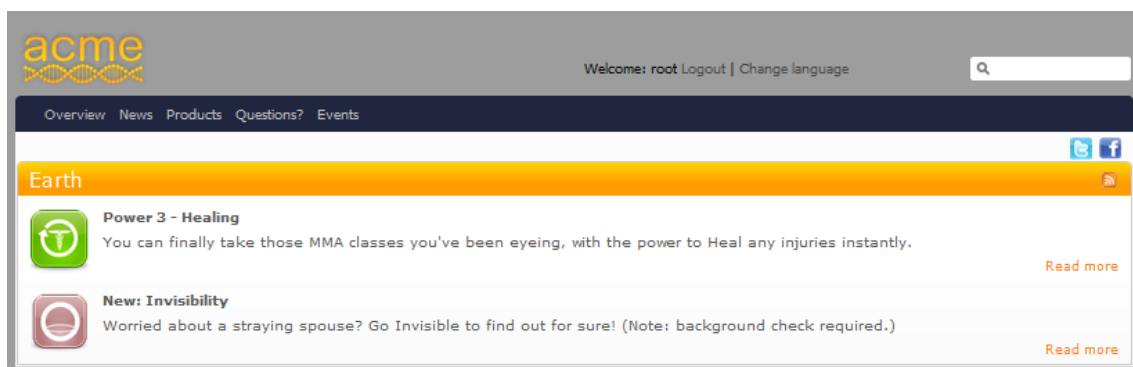 acme
Welcome: root Logout | Change language
Overview News Products Questions? Events
Earth
Power 3 - Healing
You can finally take those MMA classes you've been eyeing, with the power to Heal any injuries instantly.
Read more
New: Invisibility
Worried about a straying spouse? Go Invisible to find out for sure! (Note: background check required.)
Read more